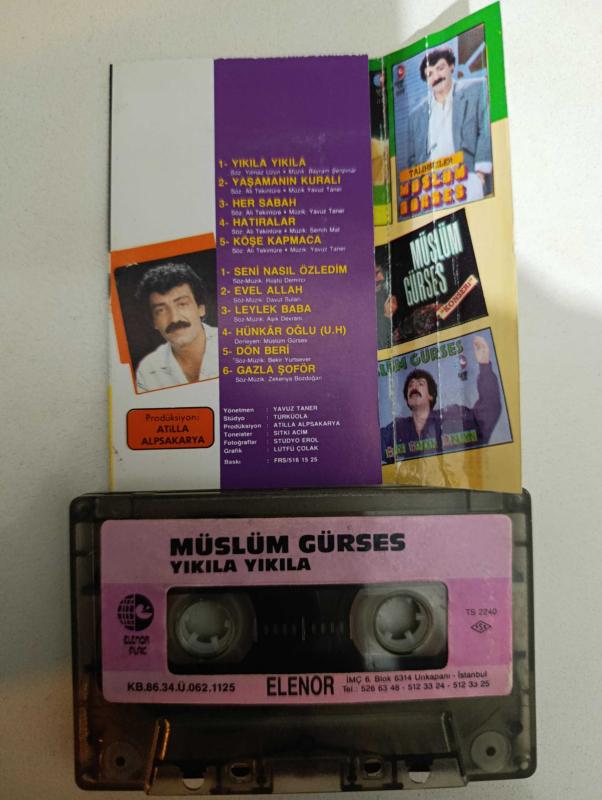 1- YIKILA YIKILA
Söz: Yılmaz Uzun • Müzik: Bayram Şenpınar
2- YAŞAMANIN KURALI
Söz: Ali Tekintüre • Müzik: Yavuz Taner
3- HER SABAH
Söz: Ali Tekintüre • Müzik: Yavuz Taner
4- HATIRALAR
Söz: Ali Tekintüre • Müzik: Semih Mat
5- KÖŞE KAPMACA
Söz: Ali Tekintüre • Müzik: Yavuz Taner
1- SENİ NASIL ÖZLEDİM
Söz-Müzik: Rüştü Demirci
2- EVEL ALLAH
Söz-Müzik: Davut Sulari
3- LEYLEK BABA
Söz-Müzik: Aşık Devrani
4- HÜNKÂR OĞLU (U.H)
Derleyen: Müslüm Gürses
5- DÖN BERİ
Söz-Müzik: Bekir Yurtsever
6- GAZLA ŞOFÖR
Söz-Müzik: Zekeriya Bozdoğan
Yönetmen : YAVUZ TANER
Stüdyo : TÜRKÜOLA
Prodüksiyon : ATİLLA ALPSAKARYA
Tonelater : SITKI ACİM
Fotoğraflar : STÜDYO EROL
Grafik : LÜTFÜ ÇOLAK
Baskı : FRS/518 15 25
Prodüksiyon:
ATİLLA
ALPSAKARYA
MÜSLÜM
GÜRSES
MÜSLÜM
GÜRSES
"KONSERİ"
MÜSLÜM GÜRSES
YIKILA YIKILA
ELENOR
PLAK
TS 2240
TSE
KB.86.34.Ü.062.1125
ELENOR
İMÇ 6. Blok 6314 Unkapanı - İstanbul
Tel.: 526 63 48 - 512 33 24 - 512 33 25